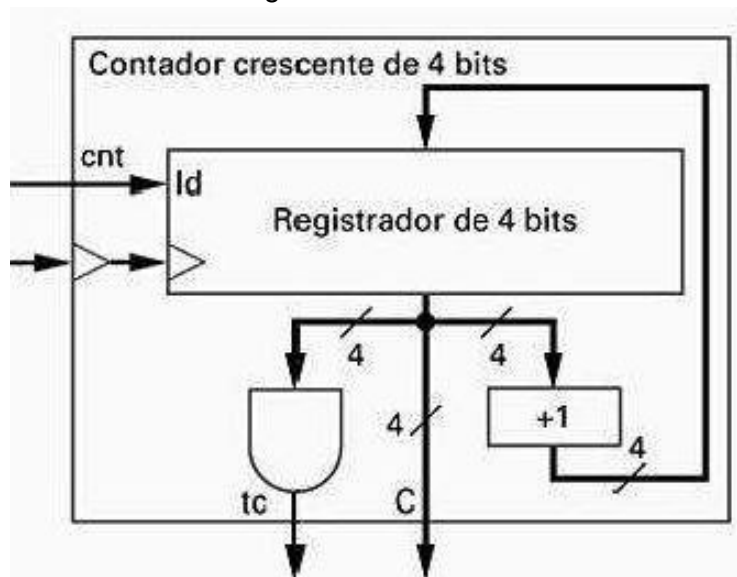 Contador crescente de 4 bits
cnt
ld
Registrador de 4 bits
4
4
4
+1
4
tc
C